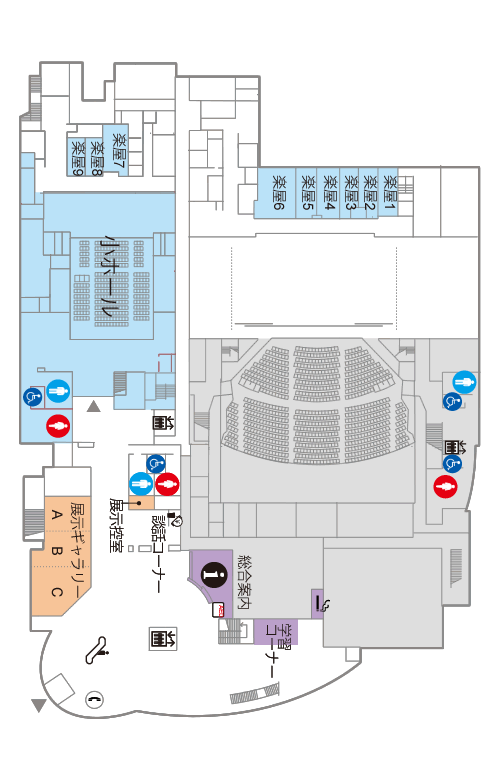 楽屋7
楽屋8
楽屋9
楽屋6
楽屋5
楽屋4
楽屋3
楽屋2
楽屋1
小ホール
展示ギャラリー
A
B
C
展示控室
談話コーナー
総合案内
i
AED
学習
コーナー